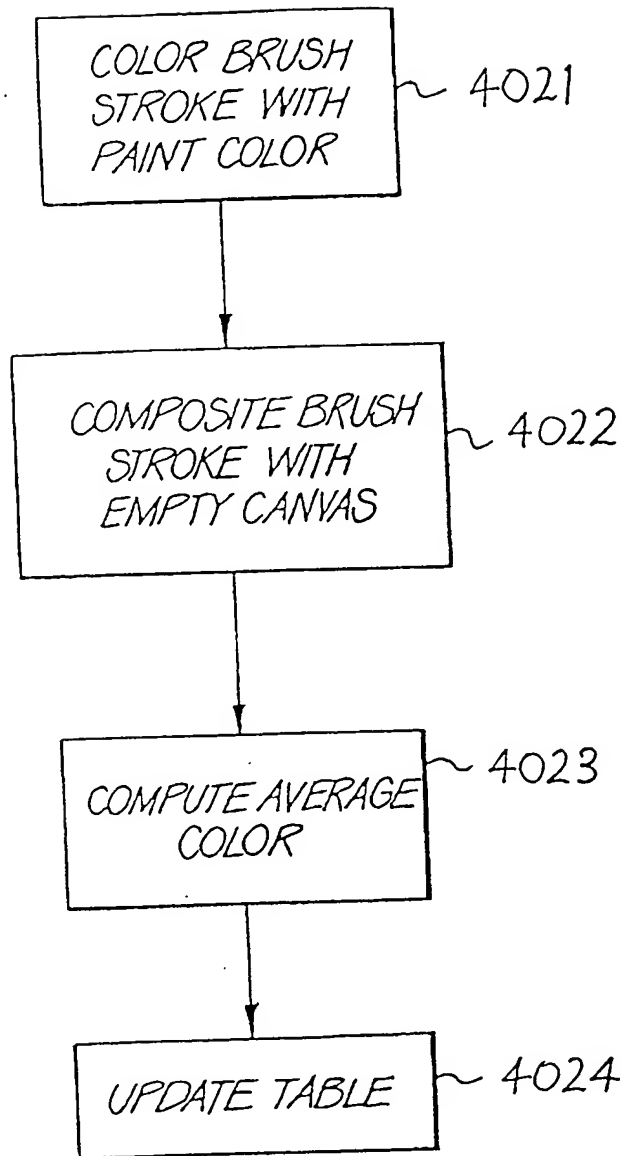 COLOR BRUSH
STROKE WITH
PAINT COLOR
4021
COMPOSITE BRUSH
STROKE WITH
EMPTY CANVAS
4022
COMPUTE AVERAGE
COLOR
4023
UPDATE TABLE
4024